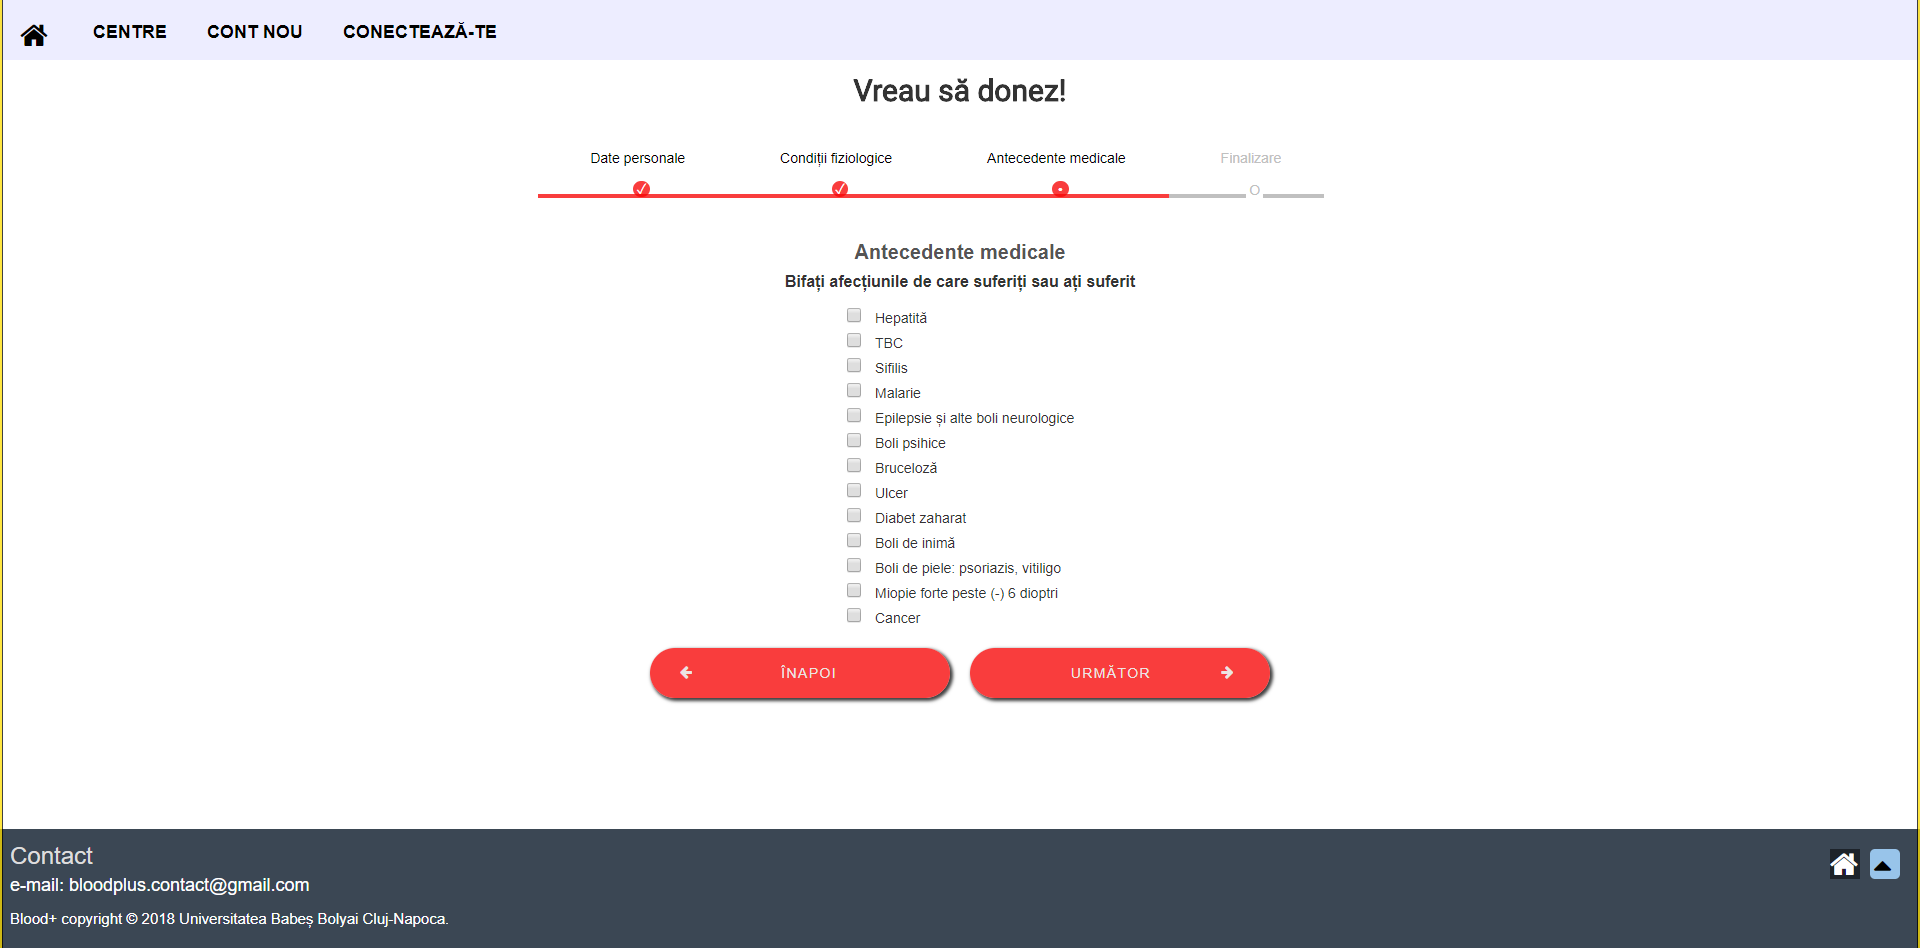 CENTRE CONT NOU CONECTEAZĂ-TE
Vreau să donez!
Date personale Condiții fiziologice Antecedente medicale Finalizare
Antecedente medicale
Bifați afecțiunile de care suferiți sau ați suferit
Hepatită
TBC
Sifilis
Malarie
Epilepsie și alte boli neurologice
Boli psihice
Bruceloză
Ulcer
Diabet zaharat
Boli de inimă
Boli de piele: psoriazis, vitiligo
Miopie forte peste (-) 6 dioptri
Cancer
ÎNAPOI URMĂTOR
Contact
e-mail: bloodplus.contact@gmail.com
Blood+ copyright © 2018 Universitatea Babeș Bolyai Cluj-Napoca.